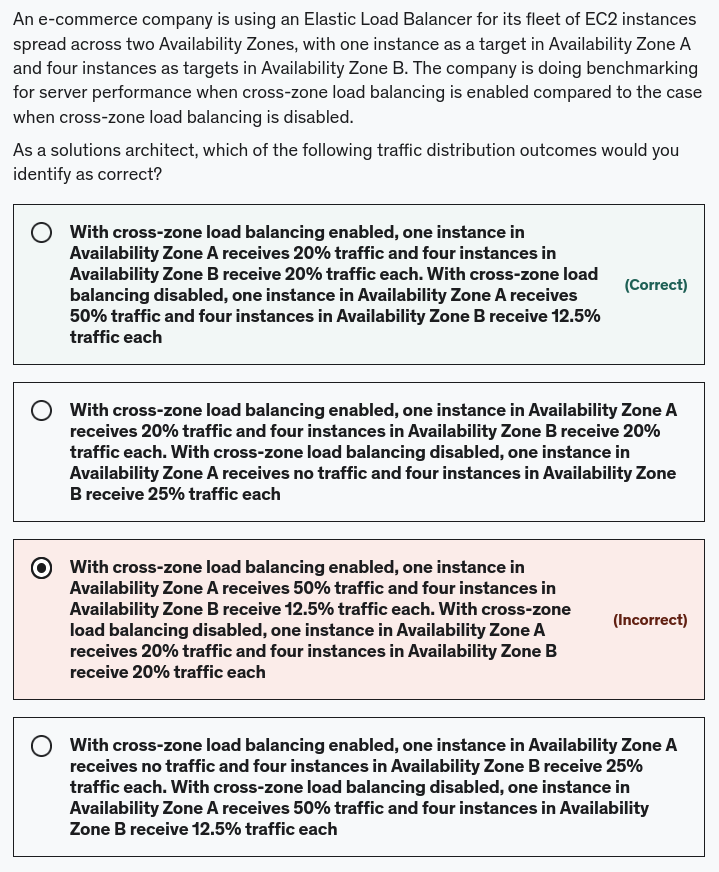 An e-commerce company is using an Elastic Load Balancer for its fleet of EC2 instances
spread across two Availability Zones, with one instance as a target in Availability Zone A
and four instances as targets in Availability Zone B. The company is doing benchmarking
for server performance when cross-zone load balancing is enabled compared to the case
when cross-zone load balancing is disabled.
As a solutions architect, which of the following traffic distribution outcomes would you
identify as correct?
With cross-zone load balancing enabled, one instance in
Availability Zone A receives 20% traffic and four instances in
Availability Zone B receive 20% traffic each. With cross-zone load
balancing disabled, one instance in Availability Zone A receives
50% traffic and four instances in Availability Zone B receive 12.5%
traffic each
(Correct)
With cross-zone load balancing enabled, one instance in Availability Zone A
receives 20% traffic and four instances in Availability Zone B receive 20%
traffic each. With cross-zone load balancing disabled, one instance in
Availability Zone A receives no traffic and four instances in Availability Zone
B receive 25% traffic each
With cross-zone load balancing enabled, one instance in
Availability Zone A receives 50% traffic and four instances in
Availability Zone B receive 12.5% traffic each. With cross-zone
load balancing disabled, one instance in Availability Zone A
receives 20% traffic and four instances in Availability Zone B
receive 20% traffic each
(Incorrect)
With cross-zone load balancing enabled, one instance in Availability Zone A
receives no traffic and four instances in Availability Zone B receive 25%
traffic each. With cross-zone load balancing disabled, one instance in
Availability Zone A receives 50% traffic and four instances in Availability
Zone B receive 12.5% traffic each